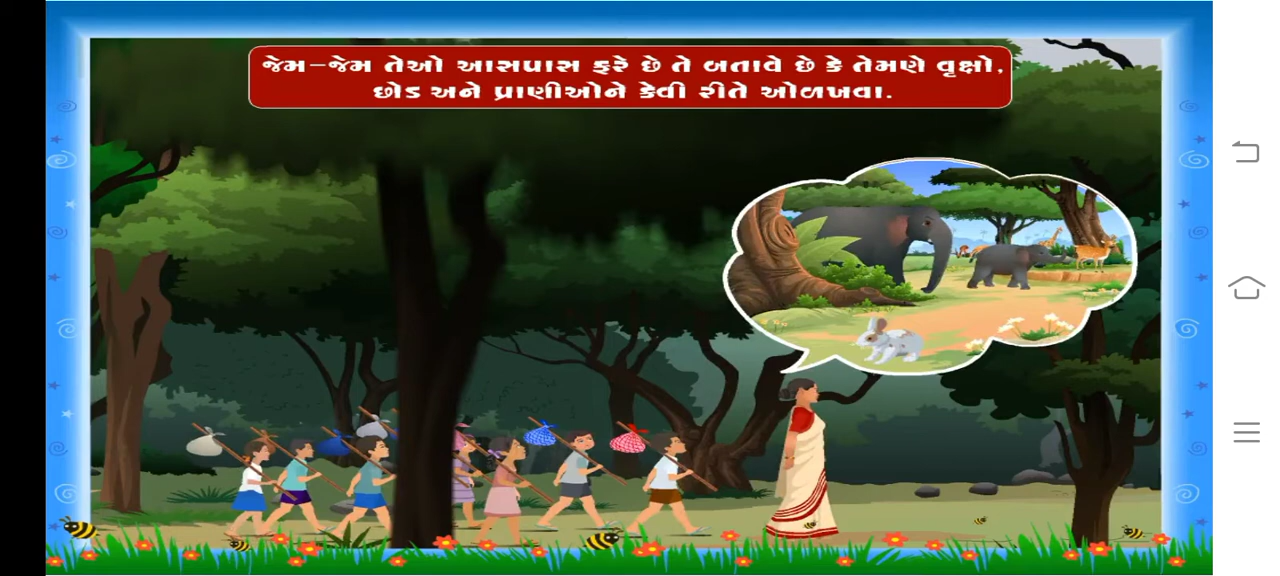 જેમ-જેમ તેઓ આસપાસ ફરે છે તે બતાવે છે કે તેમણે વૃક્ષો,
છોડ અને પ્રાણીઓને કેવી રીતે ઓળખવા.